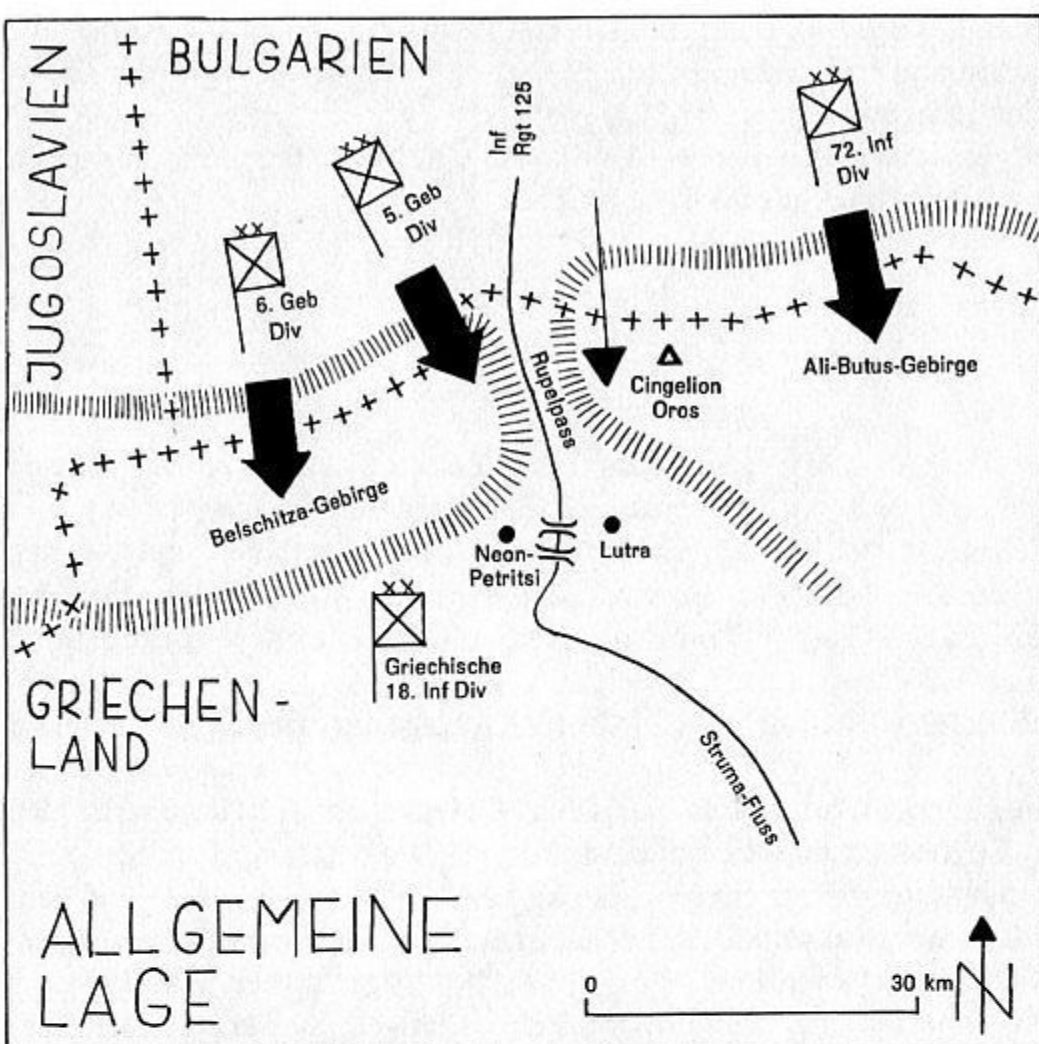 JUGOSLAVIEN
BULGARIEN
Inf
Rgt 125
72. Inf
Div
5. Geb
Div
6. Geb
Div
Rupelpass
Cingelion
Oros
Ali-Butus-Gebirge
Belschitza-Gebirge
Neon-
Petritsi
Lutra
Griechische
18. Inf Div
GRIECHEN-
LAND
Struma-Fluss
ALLGEMEINE
LAGE
0
30 km
N